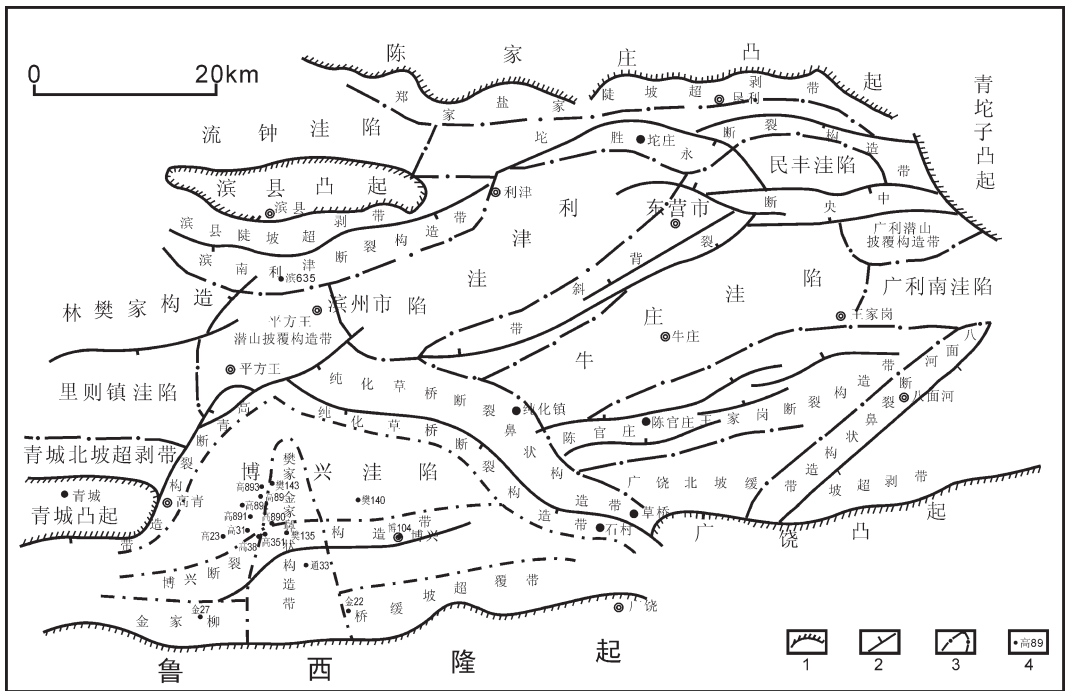 陈家庄凸起
0 20km
郑家盐家陡坡超剥带
垦利
青坨子凸起
流钟洼陷
坨胜永断裂构造带
坨庄
民丰洼陷
滨县凸起
滨县
利津
利津洼陷
东营市
中央断裂背斜带
滨县陡坡超剥带
广利潜山
披覆构造带
滨南利津断裂构造带
滨635
林樊家构造
滨州市
广利南洼陷
王家岗
平方王
潜山披覆构造带
牛庄洼陷
牛庄
平方王
里则镇洼陷
纯化草桥断裂鼻状构造带
纯化草桥断裂构造带
八面河断裂鼻状构造带
八面河
纯化镇
陈官庄王家岗断裂构造带
陈官庄
高青断裂构造带
青城北坡超剥带
博兴洼陷
樊家金家鼻状构造带
广饶北坡缓坡超剥带
高893
樊143
高89
青城
高青
樊140
青城凸起
高891
高890
草桥
高23
高31
樊135
博104
博兴
石村
高38
高351
广饶凸起
博兴断裂构造带
通33
金27
金22
金家柳桥缓坡超覆带
广饶
鲁西隆起
高89
1 2 3 4